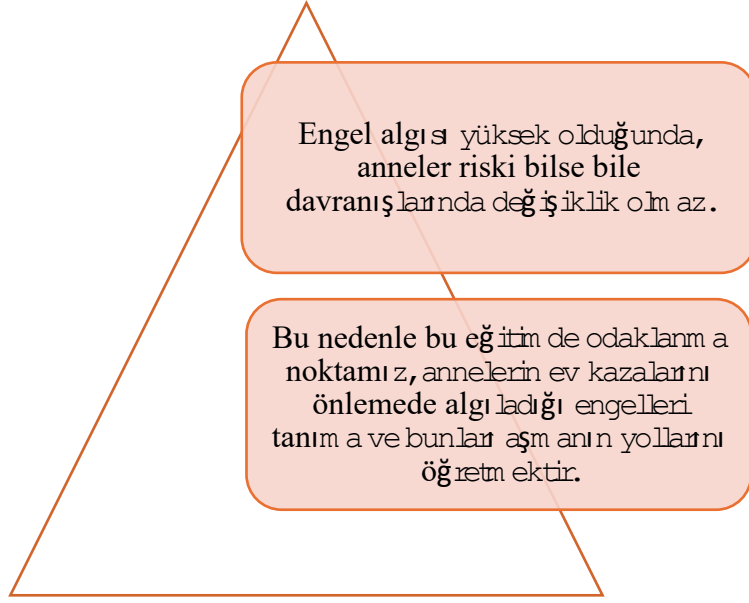 Engel algısı yüksek olduğunda,
anneler riski bilse bile
davranışlarında değişiklik olmaz.
Bu nedenle bu eğitimde odaklanma
noktamız, annelerin ev kazalarını
önlemede algıladığı engelleri
tanıma ve bunları aşmanın yollarını
öğretmektir.